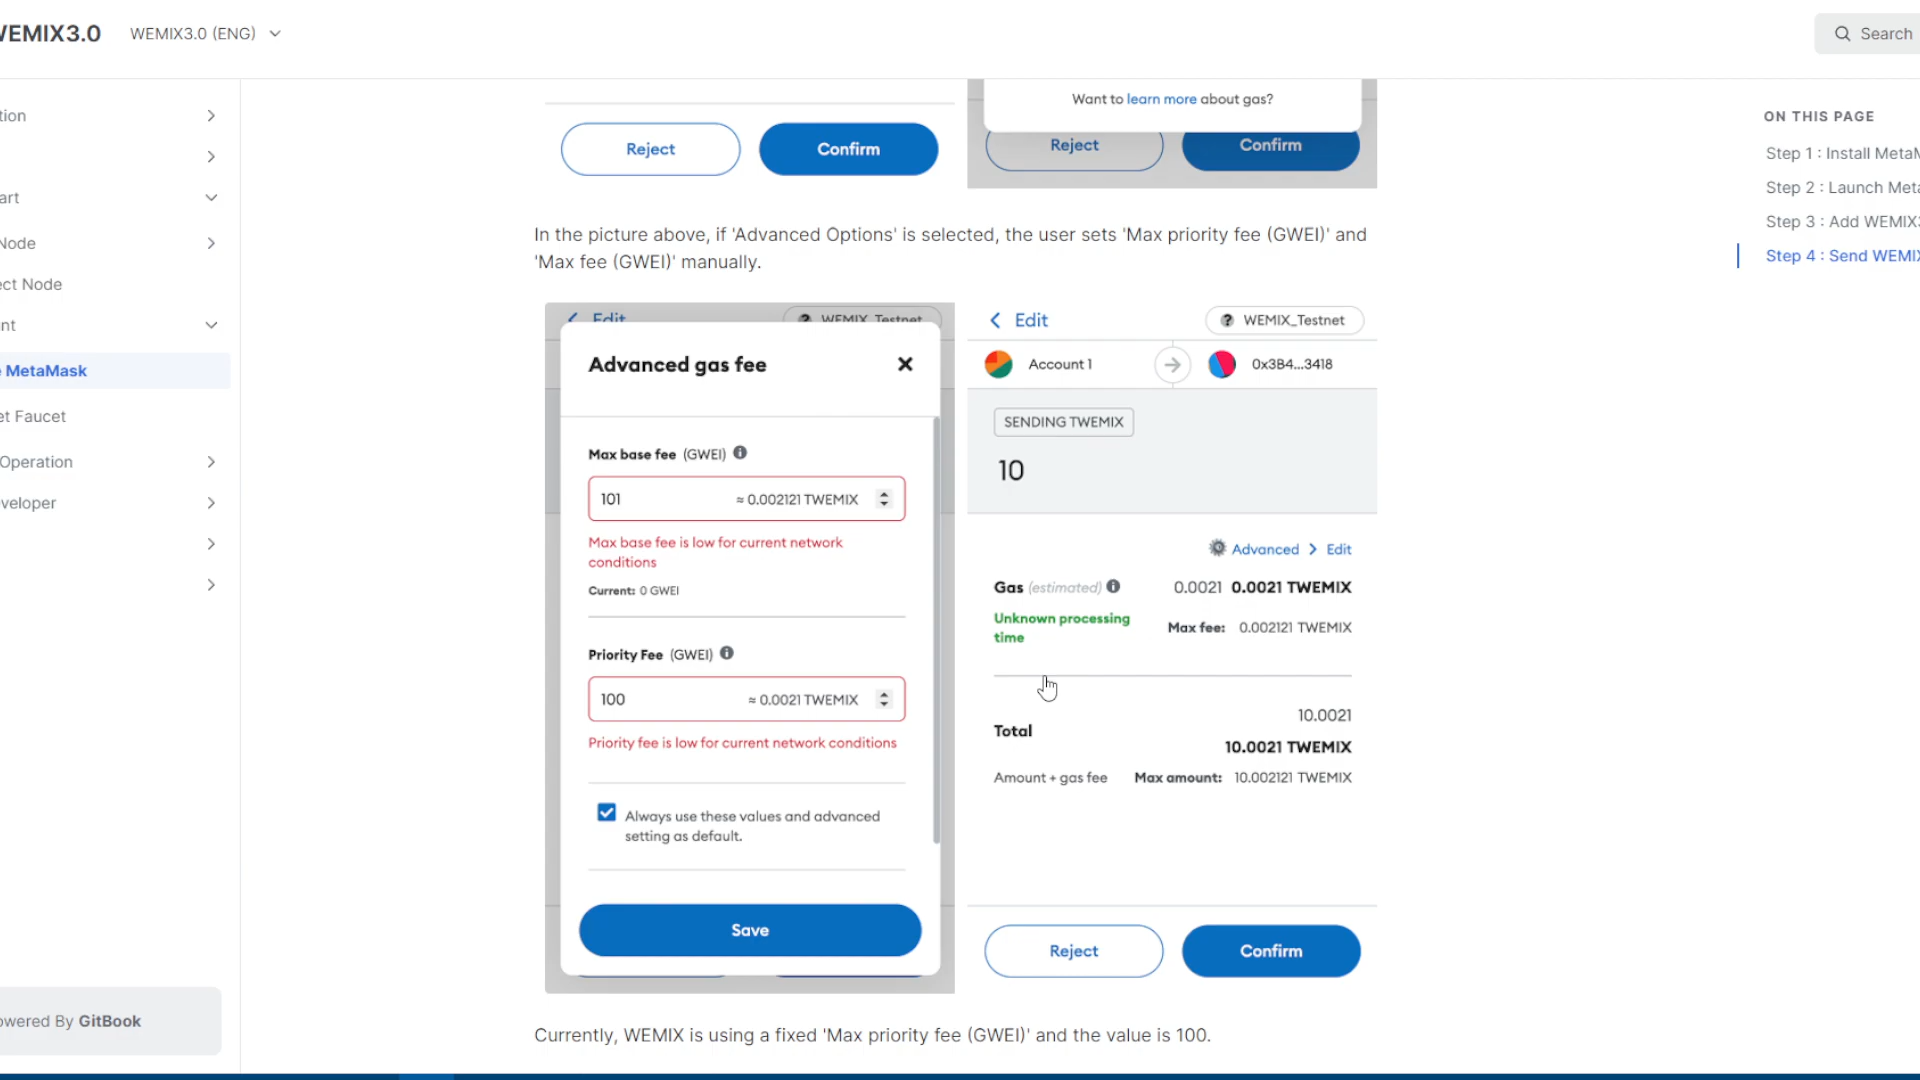 WEMIX3.0
WEMIX3.0 (ENG)
Search
tion
art
Node
ect Node
nt
MetaMask
et Faucet
Operation
veloper
owered By GitBook
Want to learn more about gas?
Reject
Confirm
Reject
Confirm
In the picture above, if 'Advanced Options' is selected, the user sets 'Max priority fee (GWEI)' and
'Max fee (GWEI)' manually.
Edit
WEMIX_Testnet
Advanced gas fee
Max base fee (GWEI)
101 ≈ 0.002121 TWEMIX
Max base fee is low for current network
conditions
Current: 0 GWEI
Priority Fee (GWEI)
100 ≈ 0.0021 TWEMIX
Priority fee is low for current network conditions
Always use these values and advanced
setting as default.
Save
Edit
WEMIX_Testnet
Account 1
0x3B4...3418
SENDING TWEMIX
10
Advanced > Edit
Gas (estimated) 0.0021 0.0021 TWEMIX
Unknown processing
time
Max fee: 0.002121 TWEMIX
10.0021
Total
10.0021 TWEMIX
Amount + gas fee Max amount: 10.002121 TWEMIX
Reject
Confirm
Currently, WEMIX is using a fixed 'Max priority fee (GWEI)' and the value is 100.
ON THIS PAGE
Step 1 : Install MetaM
Step 2 : Launch Meta
Step 3 : Add WEMIX3
Step 4 : Send WEMIX